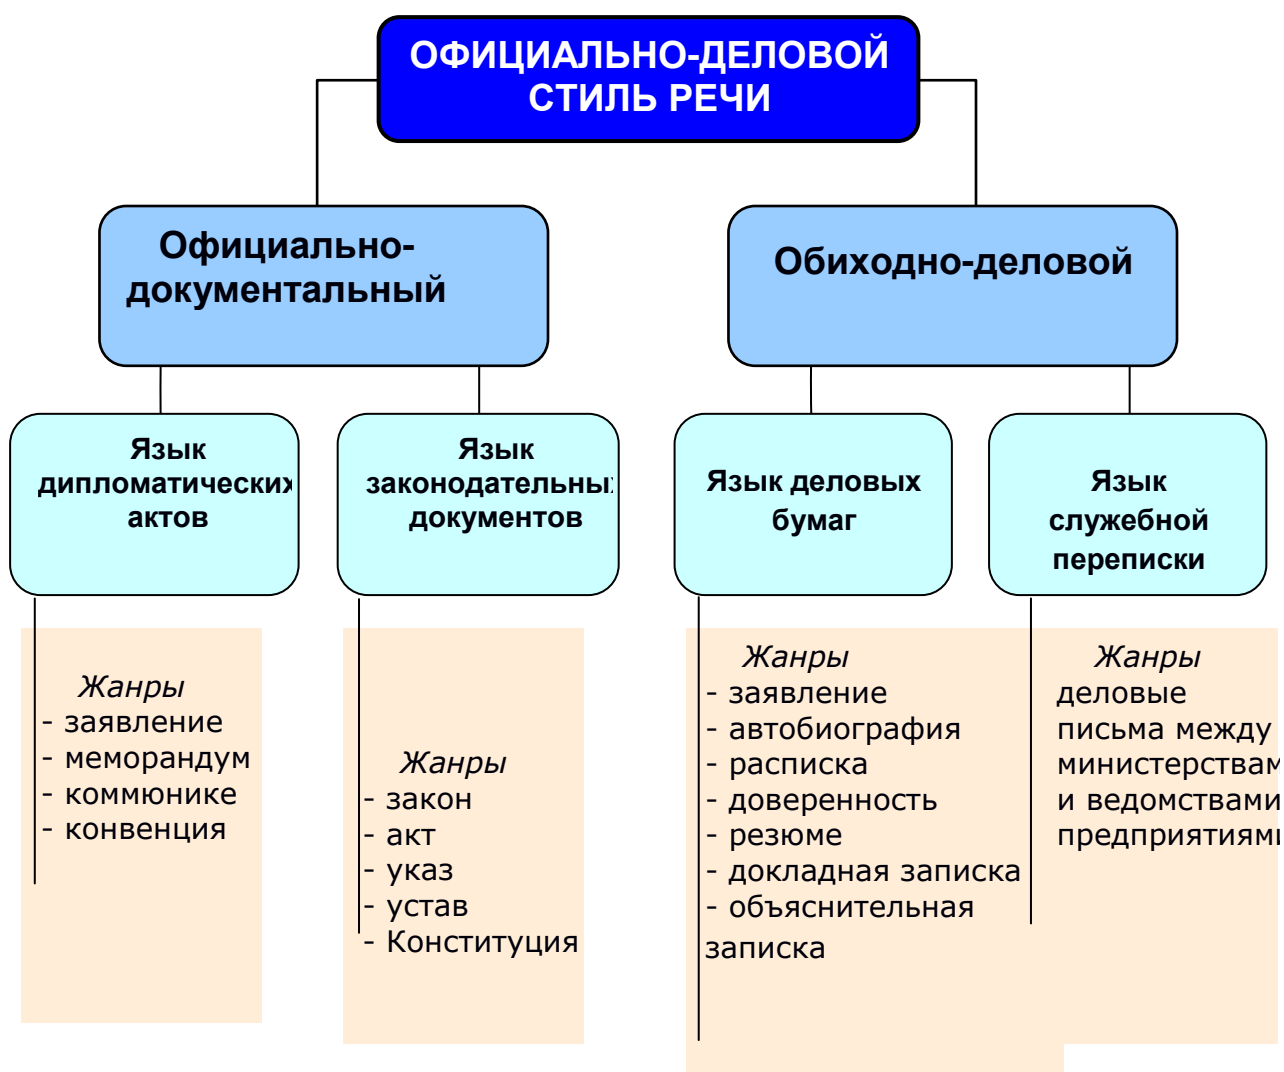 ОФИЦИАЛЬНО-ДЕЛОВОЙ
СТИЛЬ РЕЧИ
Официально-
документальный
Обиходно-деловой
Язык
дипломатических
актов
Язык
законодательны
документов
Язык деловых
бумаг
Язык
служебной
переписки
Жанры
- заявление
- меморандум
- коммюнике
- конвенция
Жанры
- закон
- акт
- указ
- устав
- Конституция
Жанры
- заявление
- автобиография
- расписка
- доверенность
- резюме
- докладная записка
- объяснительная
записка
Жанры
деловые
письма между
министерствам
и ведомствами
предприятиями